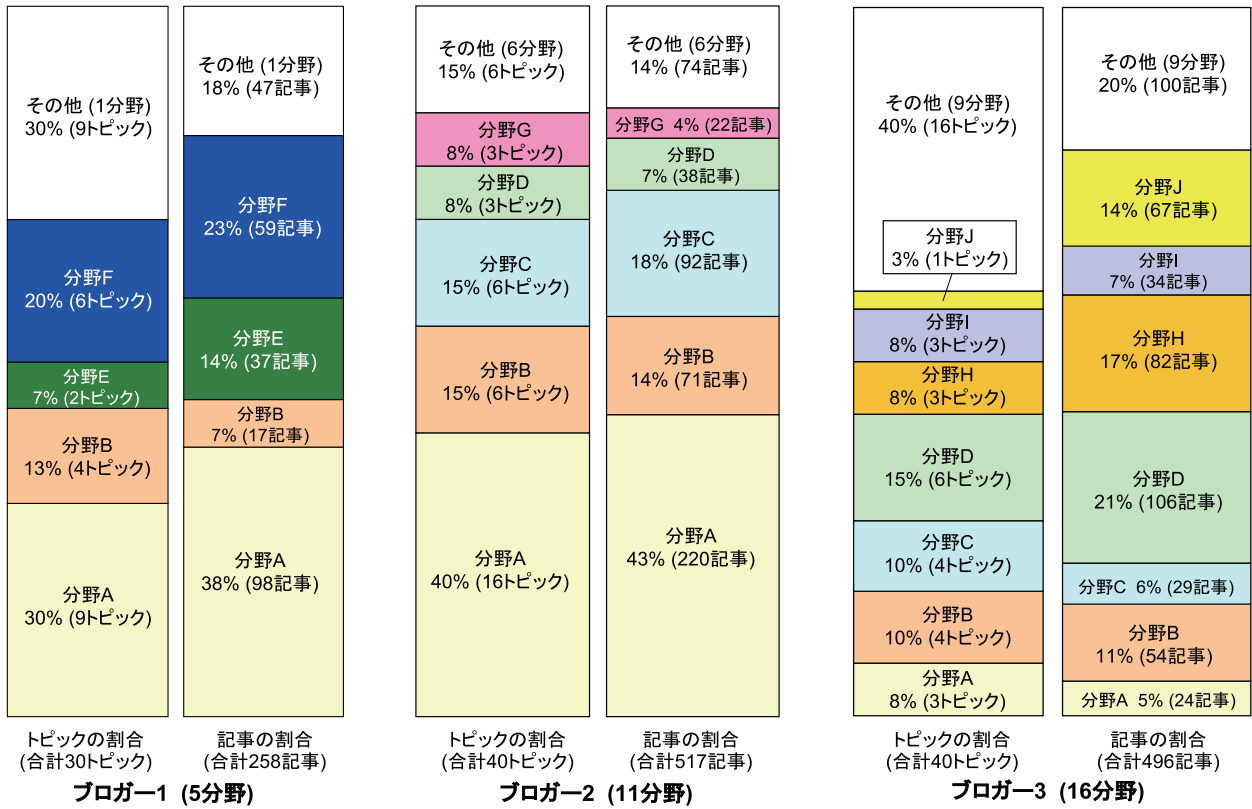 その他 (1分野)
30% (9トピック)
分野F
20% (6トピック)
分野E
7% (2トピック)
分野B
13% (4トピック)
分野A
30% (9トピック)
トピックの割合
(合計30トピック)
その他 (1分野)
18% (47記事)
分野F
23% (59記事)
分野E
14% (37記事)
分野B
7% (17記事)
分野A
38% (98記事)
記事の割合
(合計258記事)
ブロガー1 (5分野)
その他 (6分野)
15% (6トピック)
分野G
8% (3トピック)
分野D
8% (3トピック)
分野C
15% (6トピック)
分野B
15% (6トピック)
分野A
40% (16トピック)
トピックの割合
(合計40トピック)
その他 (6分野)
14% (74記事)
分野G 4% (22記事)
分野D
7% (38記事)
分野C
18% (92記事)
分野B
14% (71記事)
分野A
43% (220記事)
記事の割合
(合計517記事)
ブロガー2 (11分野)
その他 (9分野)
40% (16トピック)
分野J
3% (1トピック)
分野I
8% (3トピック)
分野H
8% (3トピック)
分野D
15% (6トピック)
分野C
10% (4トピック)
分野B
10% (4トピック)
分野A
8% (3トピック)
トピックの割合
(合計40トピック)
その他 (9分野)
20% (100記事)
分野J
14% (67記事)
分野I
7% (34記事)
分野H
17% (82記事)
分野D
21% (106記事)
分野C 6% (29記事)
分野B
11% (54記事)
分野A 5% (24記事)
記事の割合
(合計496記事)
ブロガー3 (16分野)